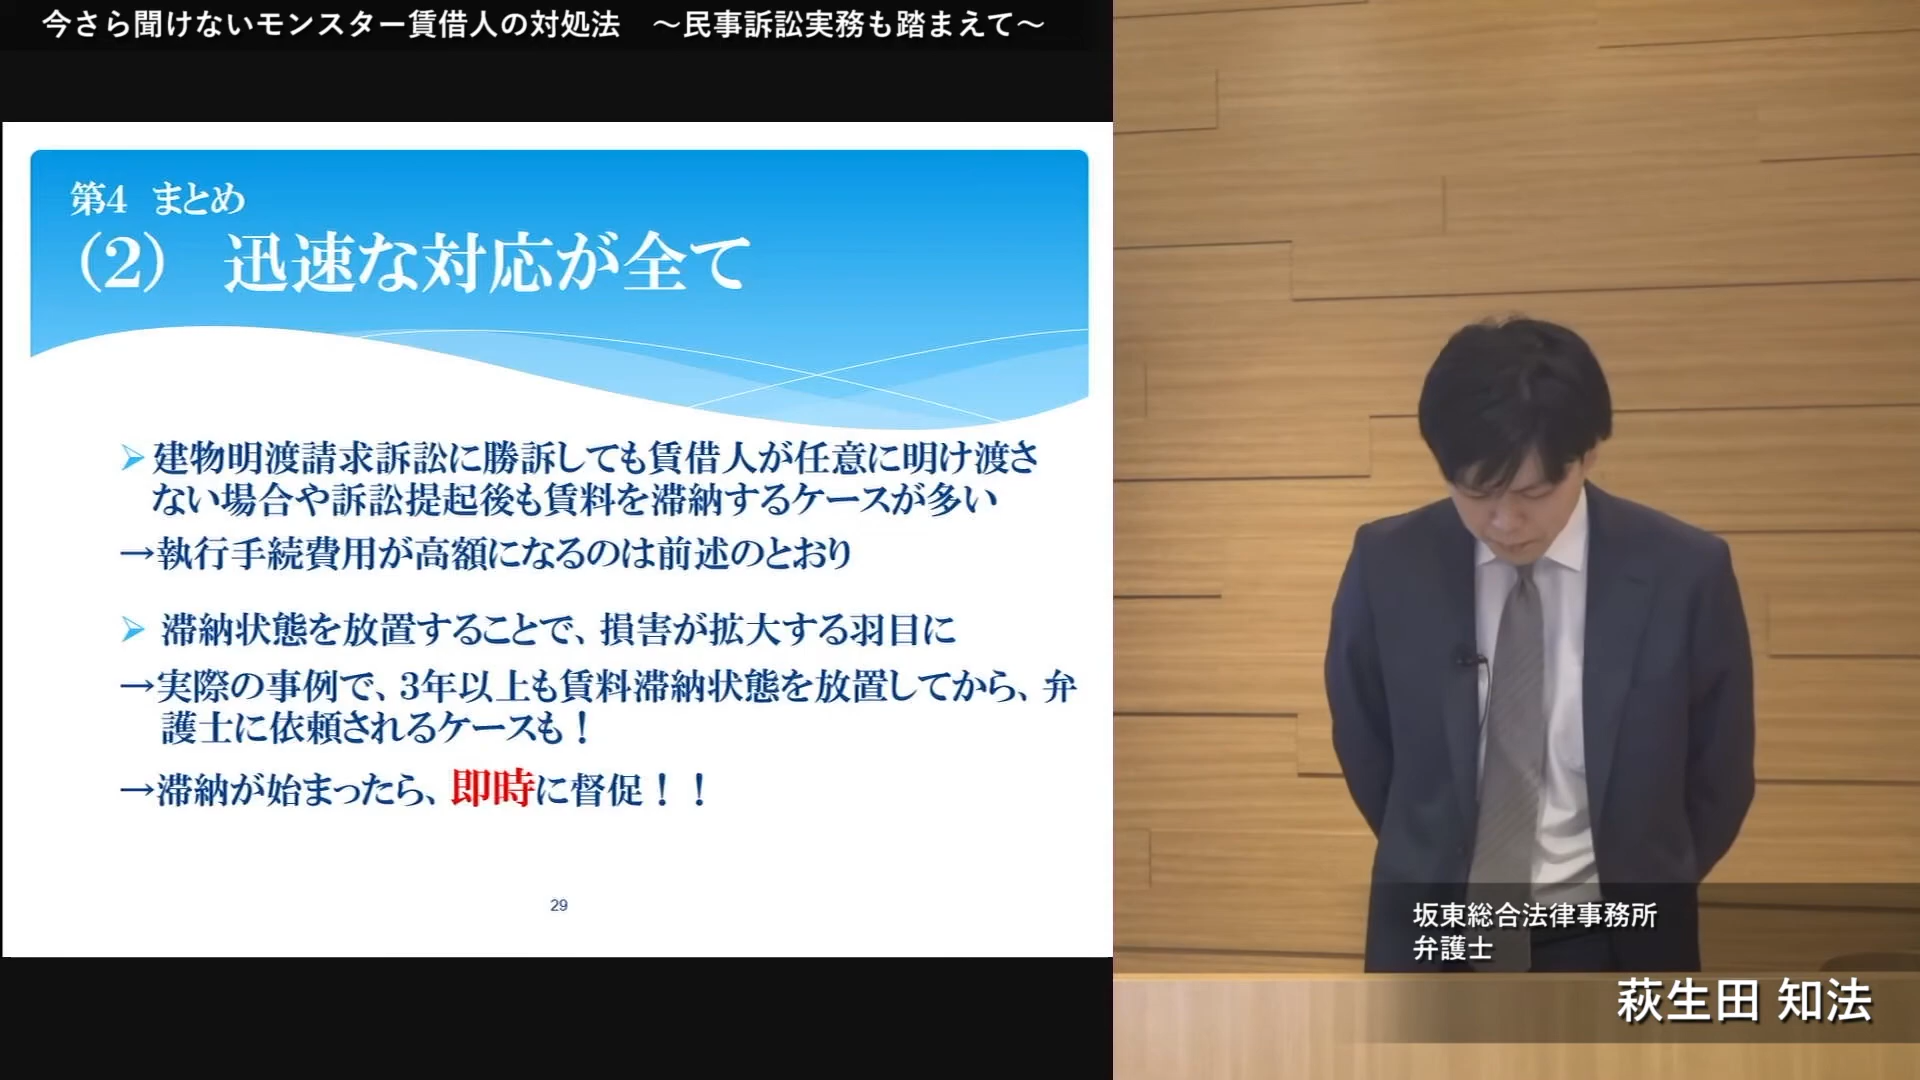 今さら聞けないモンスター賃借人の対処法　～民事訴訟実務も踏まえて～
第4　まとめ
（2）　迅速な対応が全て
➢建物明渡請求訴訟に勝訴しても賃借人が任意に明け渡さ
ない場合や訴訟提起後も賃料を滞納するケースが多い
→執行手続費用が高額になるのは前述のとおり
➢ 滞納状態を放置することで、損害が拡大する羽目に
→実際の事例で、3年以上も賃料滞納状態を放置してから、弁
護士に依頼されるケースも！
→滞納が始まったら、即時に督促！！
29
坂東総合法律事務所
弁護士
萩生田 知法